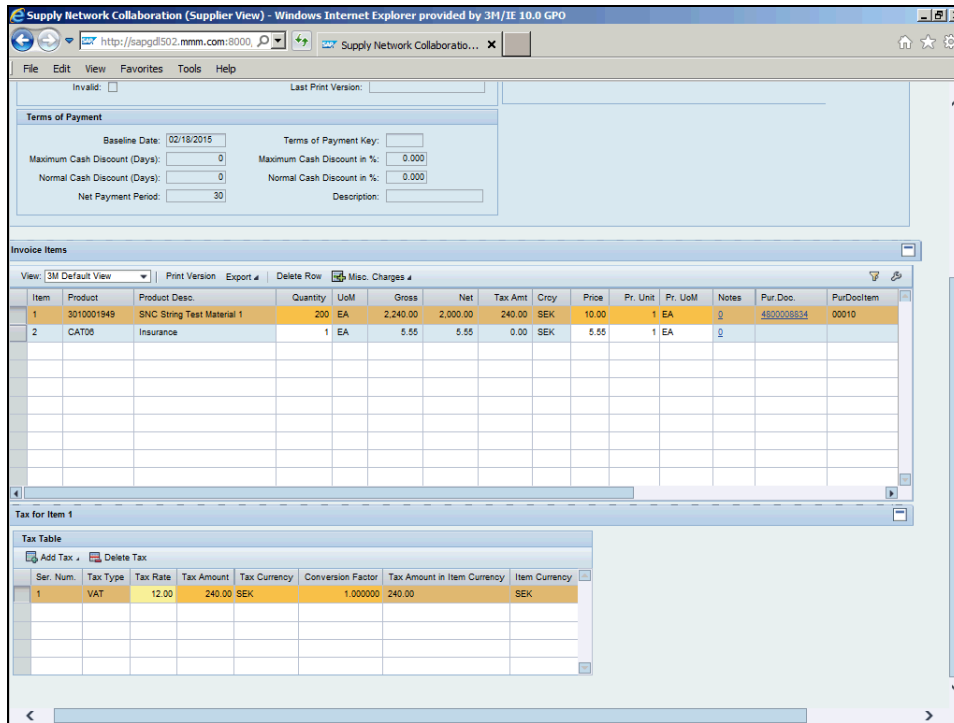 Supply Network Collaboration (Supplier View) - Windows Internet Explorer provided by 3M/IE 10.0 GPO
http://sapgdl502.mmm.com:8000, Supply Network Collaboratio... X
File Edit View Favorites Tools Help
Invalid: Last Print Version:
Terms of Payment
Baseline Date: 02/18/2015 Terms of Payment Key:
Maximum Cash Discount (Days): 0 Maximum Cash Discount in %: 0.000
Normal Cash Discount (Days): 0 Normal Cash Discount in %: 0.000
Net Payment Period: 30 Description:
Invoice Items
View: 3M Default View Print Version Export Delete Row Misc. Charges
Item Product Product Desc. Quantity UoM Gross Net Tax Amt Crcy Price Pr. Unit Pr. UoM Notes Pur.Doc. PurDocItem
1 3010001949 SNC String Test Material 1 200 EA 2,240.00 2,000.00 240.00 SEK 10.00 1 EA 0 4800008834 00010
2 CAT06 Insurance 1 EA 5.55 5.55 0.00 SEK 5.55 1 EA 0
Tax for Item 1
Tax Table
Add Tax Delete Tax
Ser. Num. Tax Type Tax Rate Tax Amount Tax Currency Conversion Factor Tax Amount in Item Currency Item Currency
1 VAT 12.00 240.00 SEK 1.000000 240.00 SEK